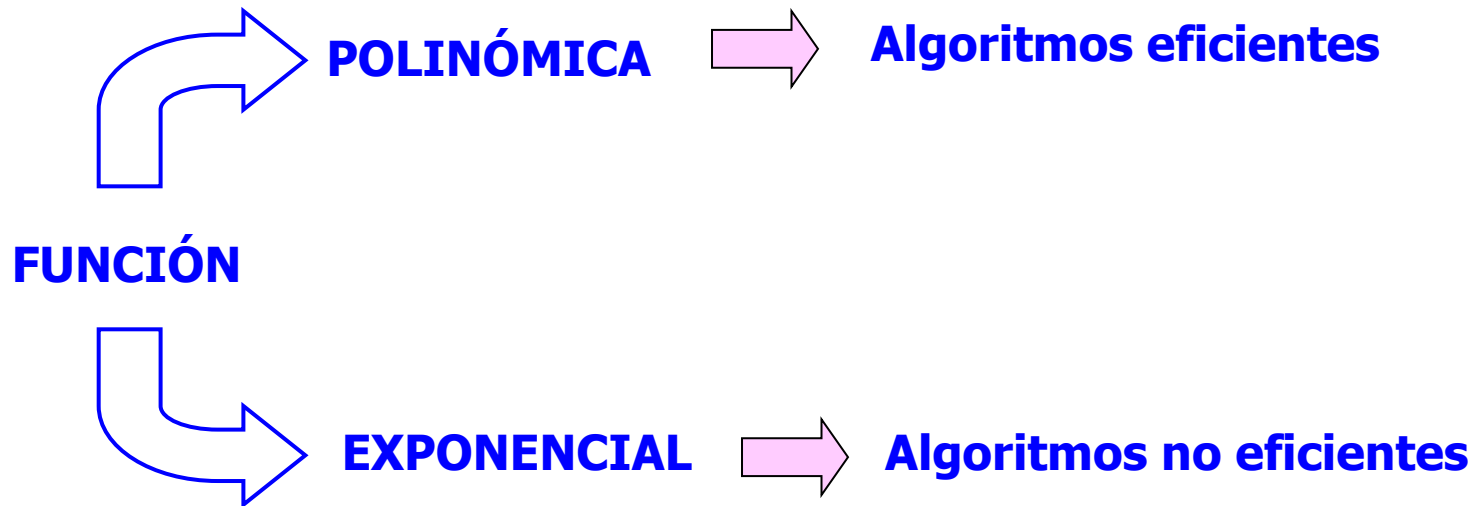 POLINÓMICA
Algoritmos eficientes
FUNCIÓN
EXPONENCIAL
Algoritmos no eficientes